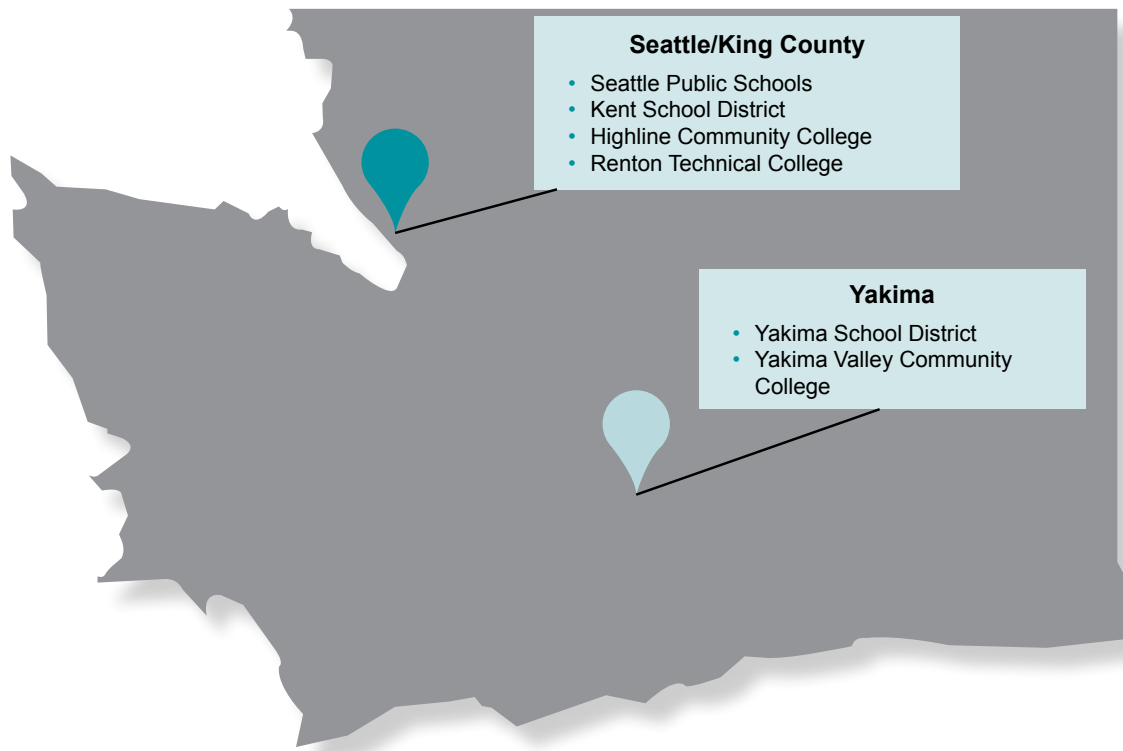 Seattle/King County
• Seattle Public Schools
• Kent School District
• Highline Community College
• Renton Technical College
Yakima
• Yakima School District
• Yakima Valley Community
College